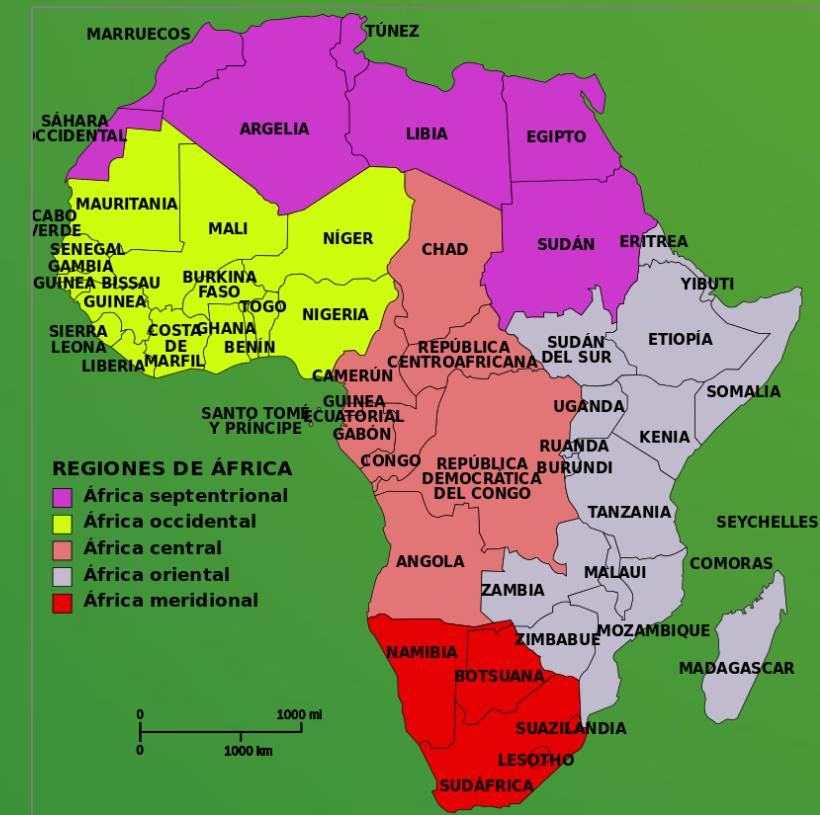 MARRUECOS
TÚNEZ
SÁHARA
OCCIDENTAL
ARGELIA
LIBIA
EGIPTO
MAURITANIA
CABO
VERDE
MALI
NÍGER
CHAD
SUDÁN
ERITREA
SENEGAL
GAMBIA
GUINEA BISSAU
GUINEA
BURKINA
FASO
YIBUTI
TOGO
NIGERIA
SIERRA
LEONA
COSTA
DE
MARFIL
GHANA
BENÍN
LIBERIA
REPÚBLICA
CENTROAFRICANA
SUDÁN
DEL SUR
ETIOPÍA
CAMERÚN
SOMALIA
GUINEA
ECUATORIAL
SANTO TOMÉ
Y PRÍNCIPE
GABÓN
UGANDA
KENIA
CONGO
RUANDA
BURUNDI
REPÚBLICA
DEMOCRÁTICA
DEL CONGO
REGIONES DE ÁFRICA
África septentrional
África occidental
África central
África oriental
África meridional
TANZANIA
SEYCHELLES
ANGOLA
COMORAS
MALAUI
ZAMBIA
MOZAMBIQUE
ZIMBABUE
NAMIBIA
MADAGASCAR
BOTSUANA
0 1000 mi
0 1000 km
SUAZILANDIA
LESOTHO
SUDÁFRICA